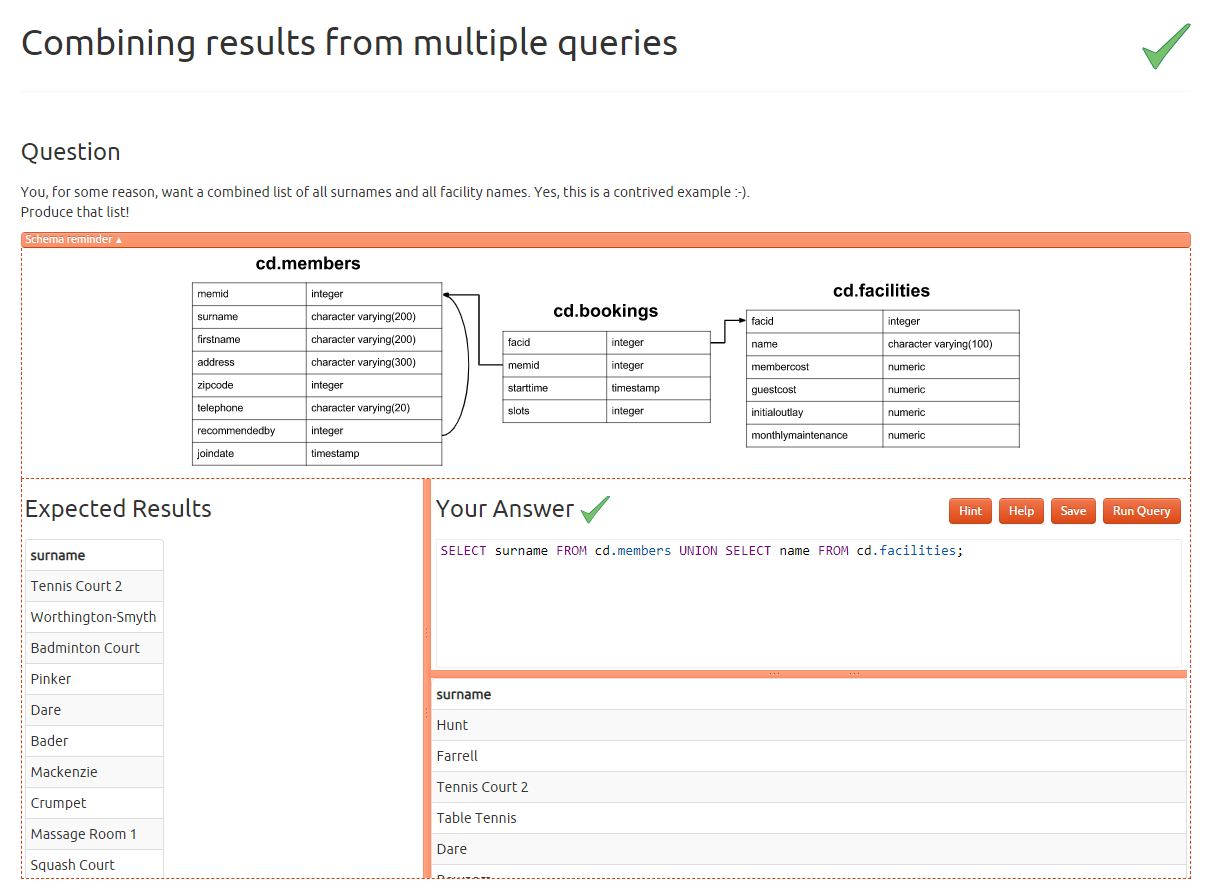 Combining results from multiple queries
Question
You, for some reason, want a combined list of all surnames and all facility names. Yes, this is a contrived example :-).
Produce that list!
Schema reminder ▲
cd.members
memid integer
surname character varying(200)
firstname character varying(200)
address character varying(300)
zipcode integer
telephone character varying(20)
recommendedby integer
joindate timestamp
cd.bookings
facid integer
memid integer
starttime timestamp
slots integer
cd.facilities
facid integer
name character varying(100)
membercost numeric
guestcost numeric
initialoutlay numeric
monthlymaintenance numeric
Expected Results
surname
Tennis Court 2
Worthington-Smyth
Badminton Court
Pinker
Dare
Bader
Mackenzie
Crumpet
Massage Room 1
Squash Court
Your Answer
Hint Help Save Run Query
SELECT surname FROM cd.members UNION SELECT name FROM cd.facilities;
surname
Hunt
Farrell
Tennis Court 2
Table Tennis
Dare